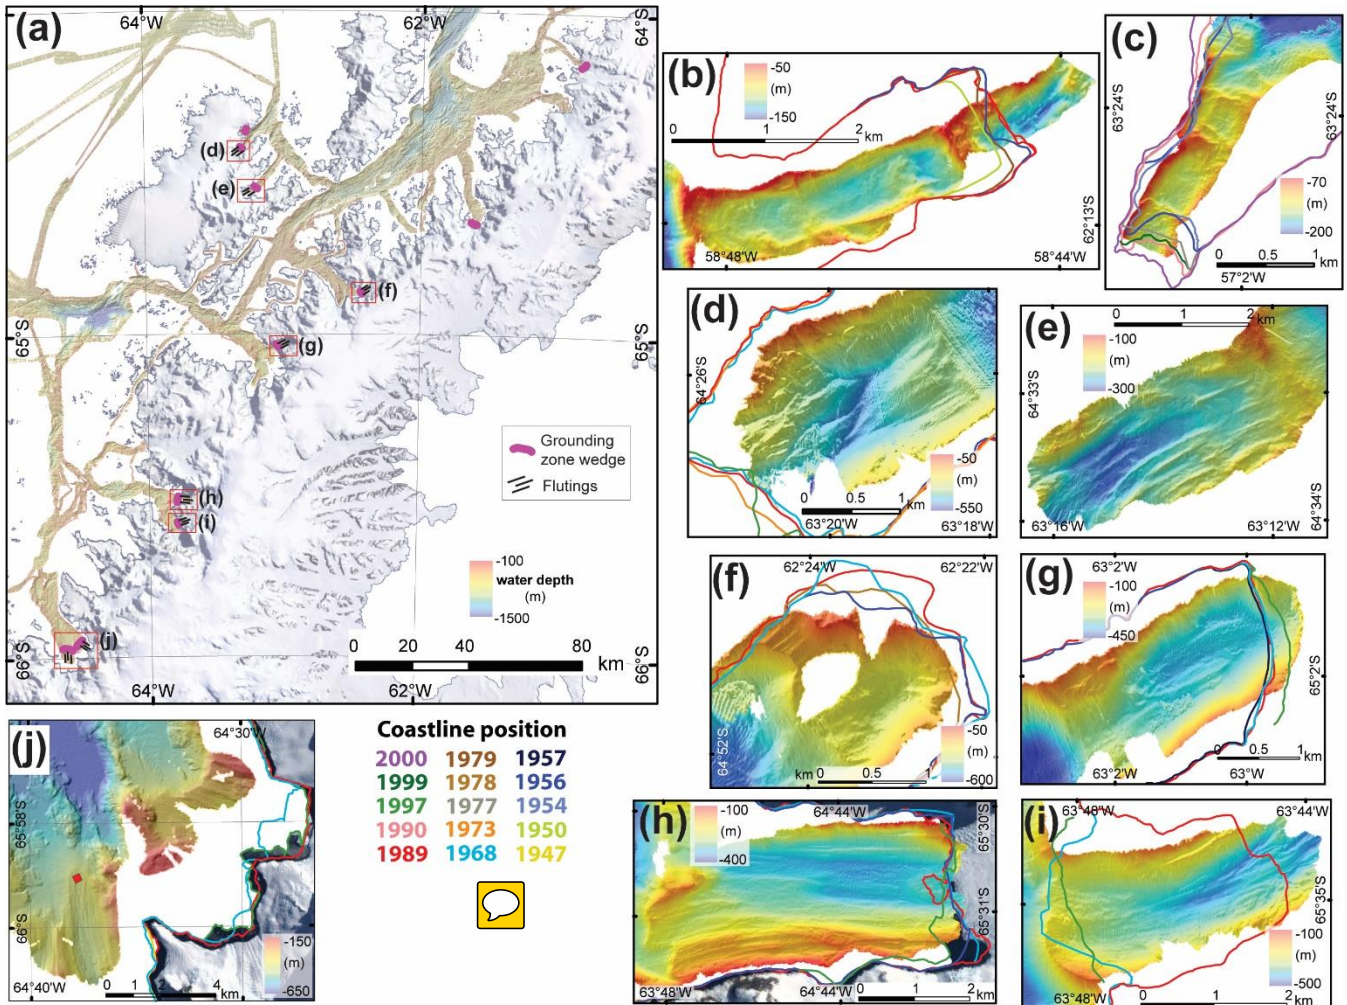 (a)
64°W
62°W
64°S
(d)
(e)
(f)
(g)
65°S
Grounding
zone wedge
Flutings
(h)
(i)
-100
water depth
(m)
-1500
(j)
0 20 40 80
km
66°S
66°S
64°W
62°W
(b)
-50
(m)
-150
0 1 2
km
63°24'S
62°13'S
58°48'W
58°44'W
(c)
63°24'S
-70
(m)
-200
0 0.5 1
km
57°2'W
(d)
64°26'S
-50
(m)
-550
0 0.5 1
km
63°20'W
63°18'W
(e)
0 1 2
km
-100
(m)
-300
64°33'S
64°34'S
63°16'W
63°12'W
(f)
62°24'W
62°22'W
64°52'S
-50
(m)
-600
km
0 0.5 1
(g)
63°2'W
-100
(m)
-450
65°2'S
0 0.5 1
km
63°2'W
63°W
(j)
64°30'W
65°58'S
66°S
-150
(m)
-650
64°40'W
0 2 4
km
Coastline position
2000 1979 1957
1999 1978 1956
1997 1977 1954
1990 1973 1950
1989 1968 1947
(h)
-100
(m)
-400
64°44'W
65°30'S
65°31'S
0 1 2
km
63°48'W
64°44'W
(i)
63°48'W
63°44'W
65°35'S
-100
(m)
-500
0 1 2
km
63°48'W